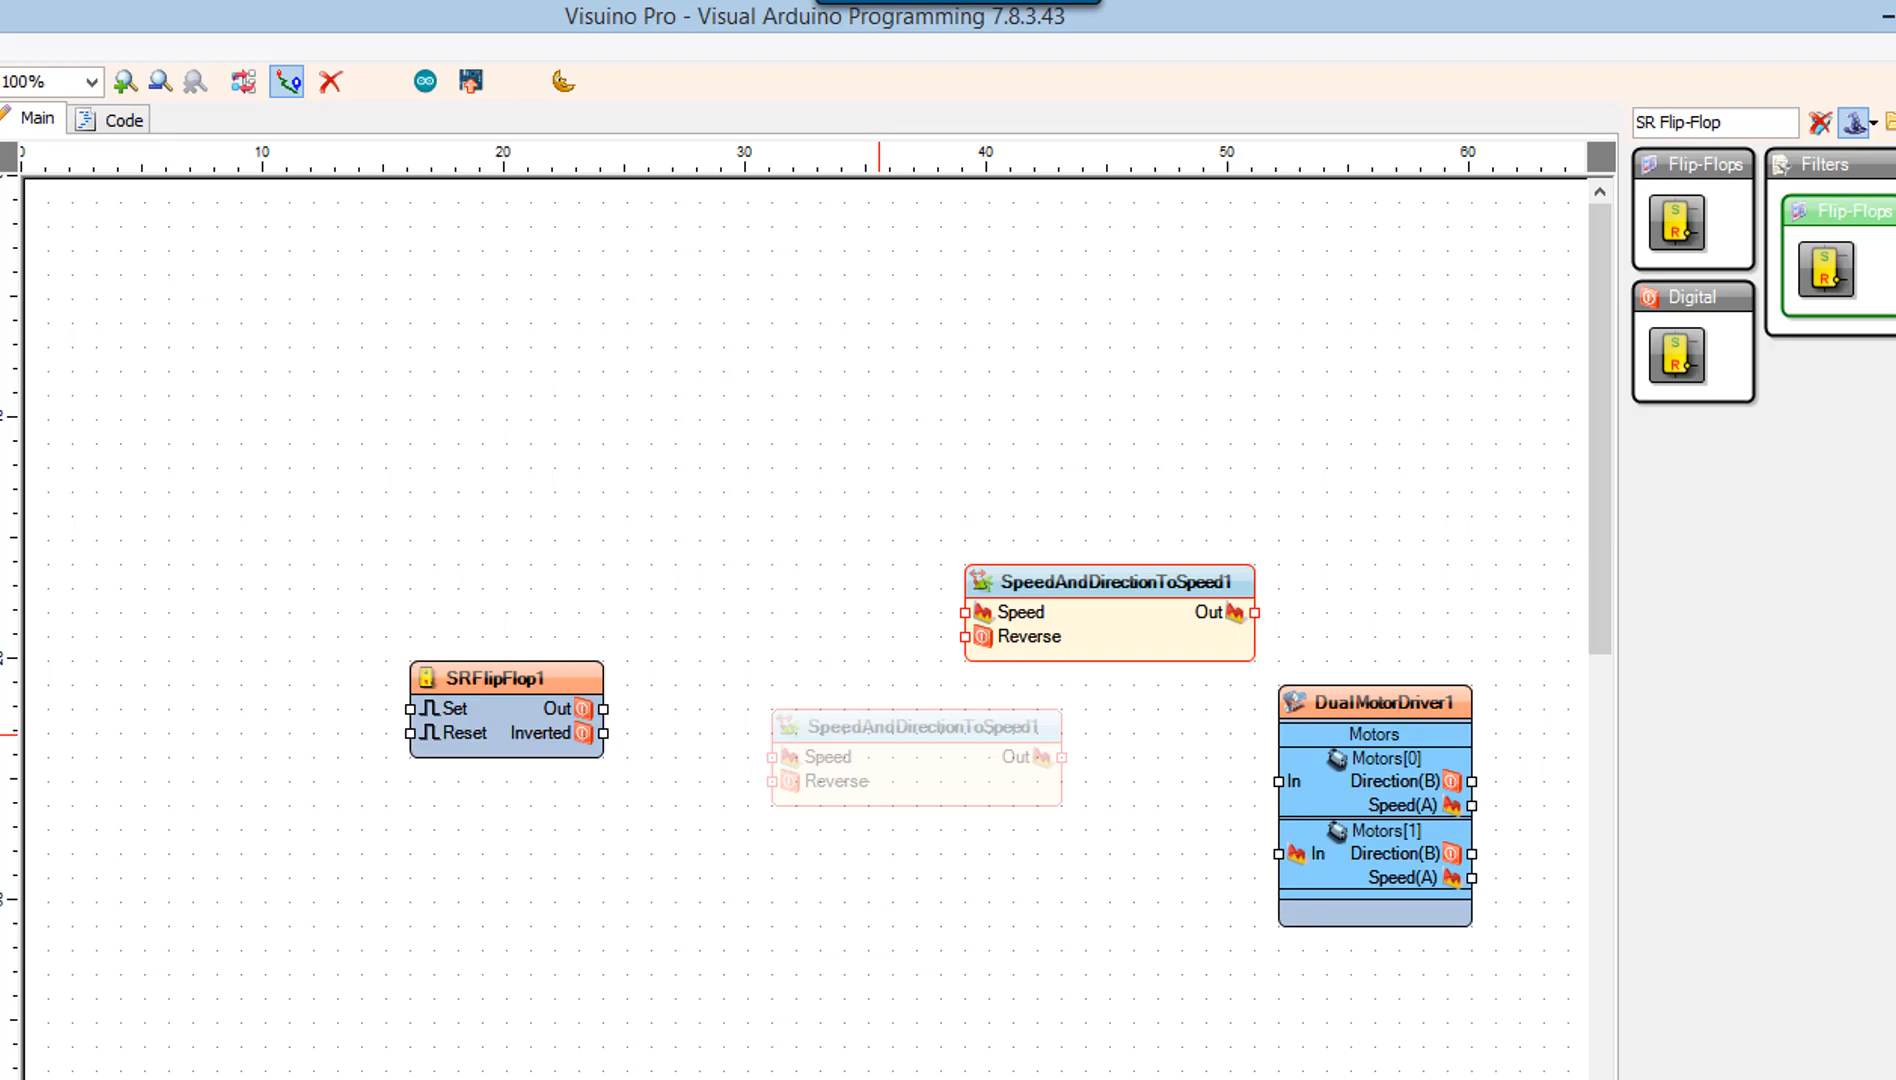 Visuino Pro - Visual Arduino Programming 7.8.3.43
100%
Main
Code
SR Flip-Flop
10
20
30
40
50
60
Flip-Flops
Filters
S
R
Flip-Flops
S
R
Digital
S
R
SpeedAndDirectionToSpeed1
Speed
Out
Reverse
SRFlipFlop1
Set
Out
Reset
Inverted
SpeedAndDirectionToSpeed1
Speed
Out
Reverse
DualMotorDriver1
Motors
Motors[0]
In
Direction(B)
Speed(A)
Motors[1]
In
Direction(B)
Speed(A)